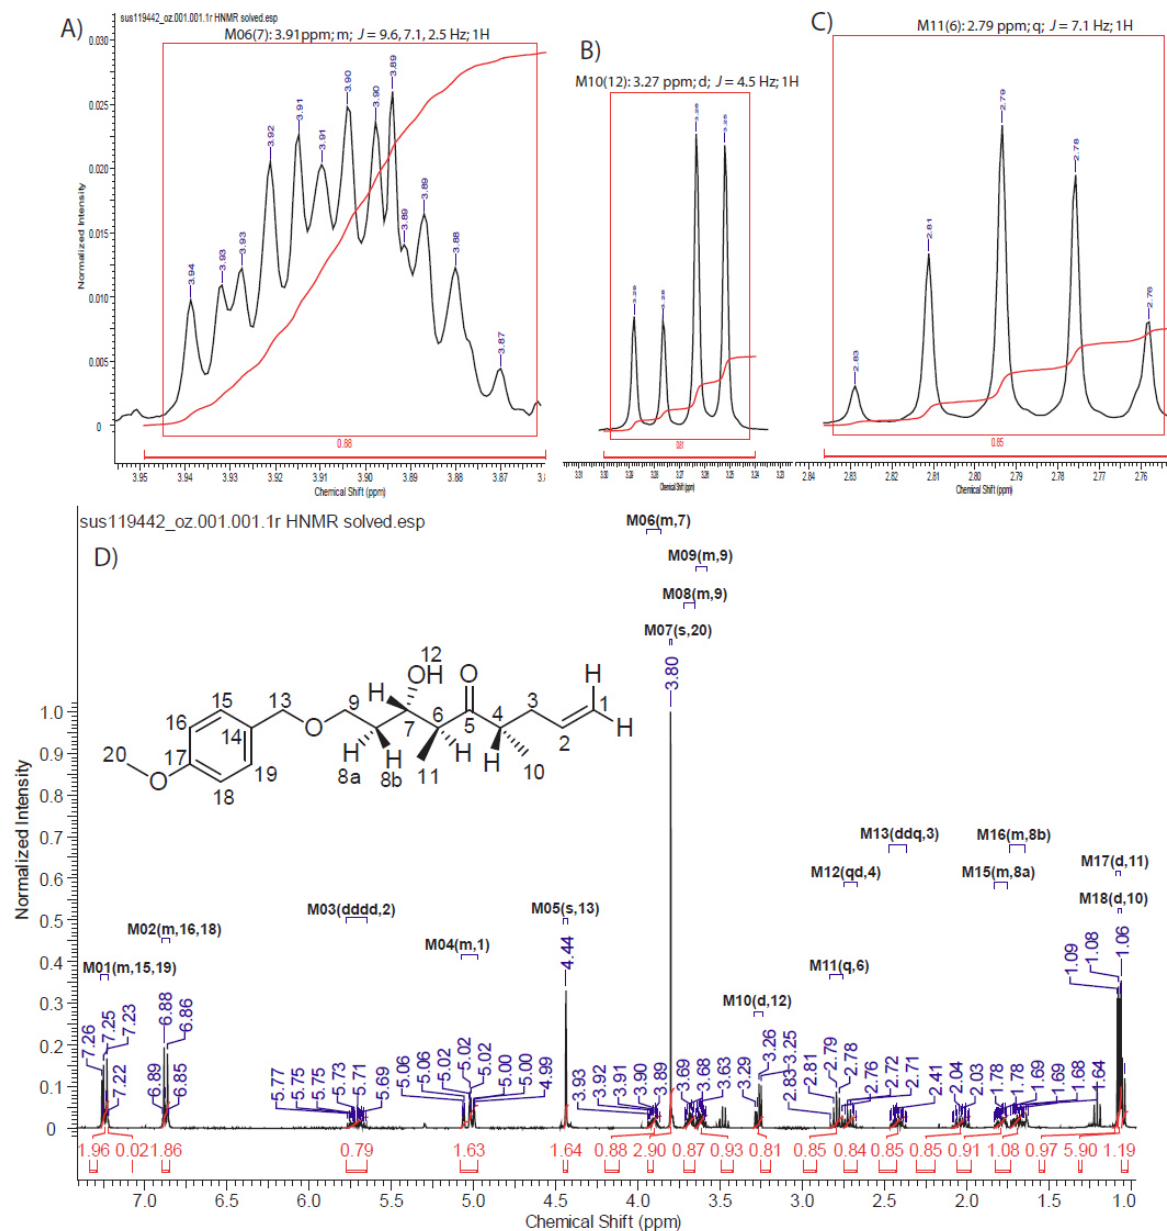 sus119442_oz.001.001.1r HNMR solved.esp
A)
M06(7): 3.91ppm; m; J = 9.6, 7.1, 2.5 Hz; 1H
Normalized Intensity
0.030
0.025
0.020
0.015
0.010
0.005
0
3.94
3.93
3.93
3.92
3.91
3.91
3.90
3.90
3.89
3.89
3.89
3.88
3.87
0.88
3.95 3.94 3.93 3.92 3.91 3.90 3.89 3.88 3.87
Chemical Shift (ppm)
B)
M10(12): 3.27 ppm; d; J = 4.5 Hz; 1H
0.81
Chemical Shift (ppm)
C)
M11(6): 2.79 ppm; q; J = 7.1 Hz; 1H
2.83
2.81
2.79
2.78
2.76
0.85
2.84 2.83 2.82 2.81 2.80 2.79 2.78 2.77 2.76
Chemical Shift (ppm)
sus119442_oz.001.001.1r HNMR solved.esp
D)
M06(m,7)
M09(m,9)
M08(m,9)
M07(s,20)
3.80
12
OH O
H H
15 13 9 3 1
16 14 O 7 6 5 4 2 H
20 17 19 H H H H
O 18 8a 8b 11 10
M13(ddq,3)
M16(m,8b)
M12(qd,4)
M15(m,8a)
M17(d,11)
M18(d,10)
M03(dddd,2)
M05(s,13)
M02(m,16,18)
M04(m,1)
M01(m,15,19)
M11(q,6)
M10(d,12)
Normalized Intensity
1.0
0.9
0.8
0.7
0.6
0.5
0.4
0.3
0.2
0.1
0
7.26 7.25 7.23 7.22
6.89 6.88 6.86 6.85
5.77 5.75 5.75 5.73 5.71 5.69
5.06 5.06 5.02 5.02 5.02 5.00 5.00 4.99
4.44
3.93 3.92 3.91 3.90 3.89 3.69 3.68 3.63
3.29 3.26 3.25
2.83 2.81 2.79 2.78 2.76 2.72 2.71 2.41
2.04 2.03 1.78 1.78 1.69 1.69 1.68 1.64
1.09 1.08 1.06
1.96 0.02 1.86 0.79 1.63 1.64 0.88 2.90 0.87 0.93 0.81 0.85 0.84 0.85 0.85 0.91 1.08 0.97 5.90 1.19
7.0 6.5 6.0 5.5 5.0 4.5 4.0 3.5 3.0 2.5 2.0 1.5 1.0
Chemical Shift (ppm)